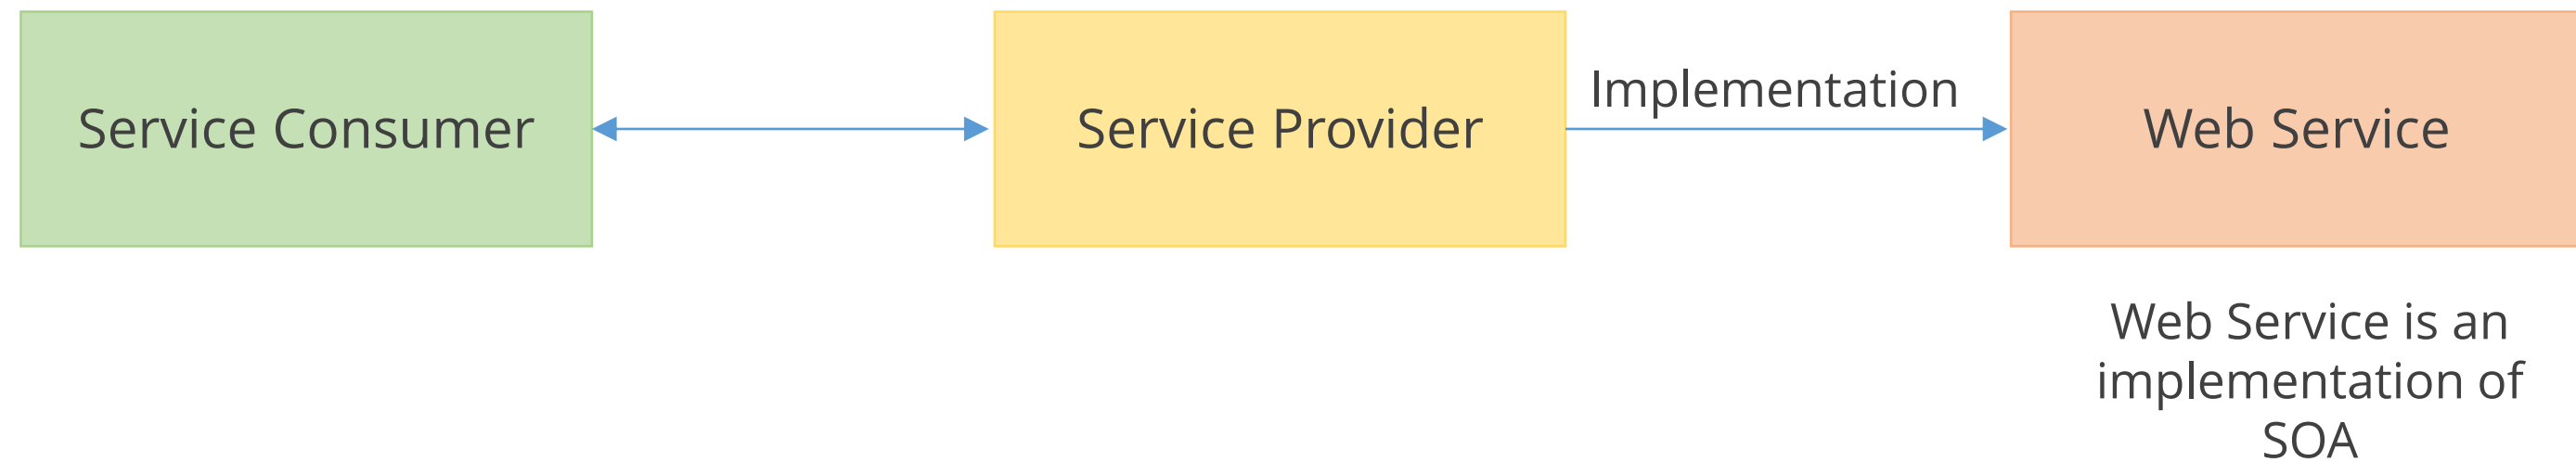 Service Consumer
Service Provider
Implementation
Web Service
Web Service is an
implementation of
SOA